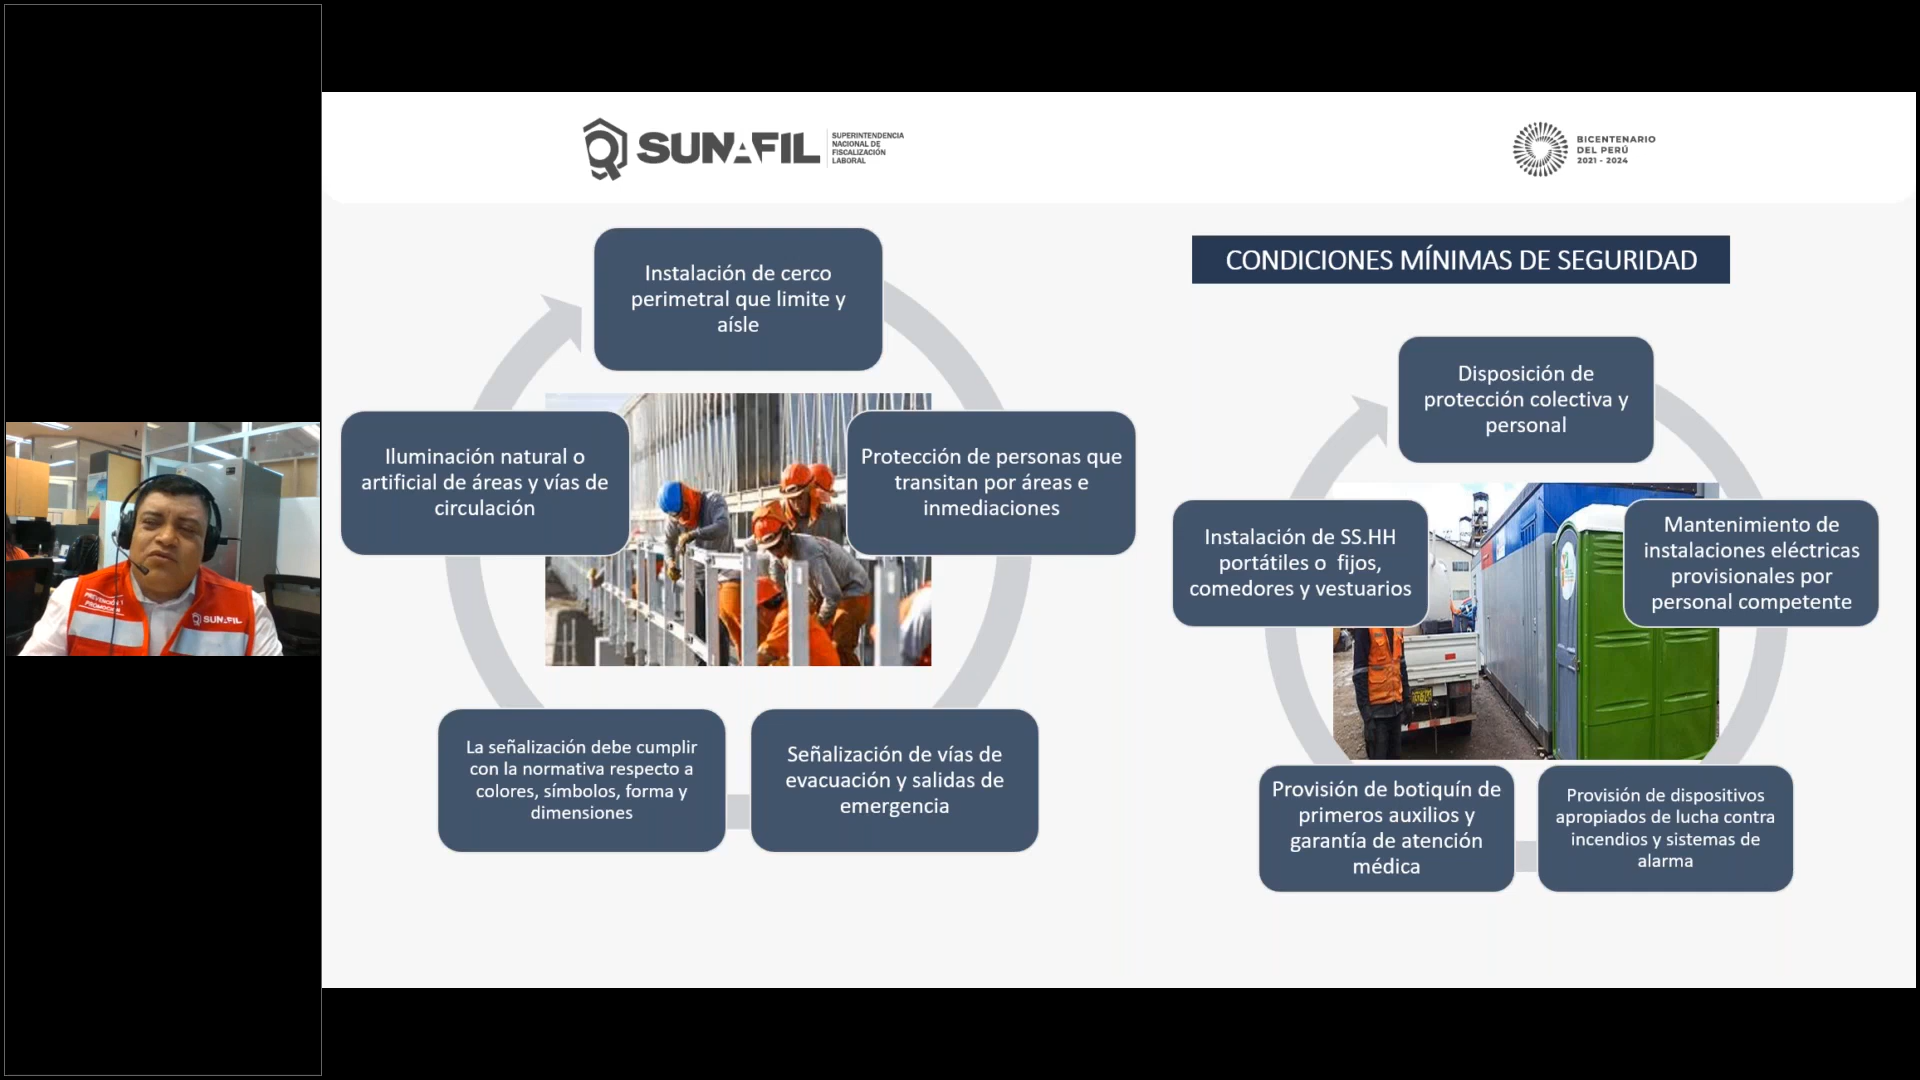 SUNAFIL
SUPERINTENDENCIA
NACIONAL DE
FISCALIZACIÓN
LABORAL
BICENTENARIO
DEL PERÚ
2021 - 2024
Instalación de cerco
perimetral que limite y
aísle
Protección de personas que
transitan por áreas e
inmediaciones
Señalización de vías de
evacuación y salidas de
emergencia
La señalización debe cumplir
con la normativa respecto a
colores, símbolos, forma y
dimensiones
Iluminación natural o
artificial de áreas y vías de
circulación
CONDICIONES MÍNIMAS DE SEGURIDAD
Disposición de
protección colectiva y
personal
Mantenimiento de
instalaciones eléctricas
provisionales por
personal competente
Provisión de dispositivos
apropiados de lucha contra
incendios y sistemas de
alarma
Provisión de botiquín de
primeros auxilios y
garantía de atención
médica
Instalación de SS.HH
portátiles o  fijos,
comedores y vestuarios
SUNAFIL